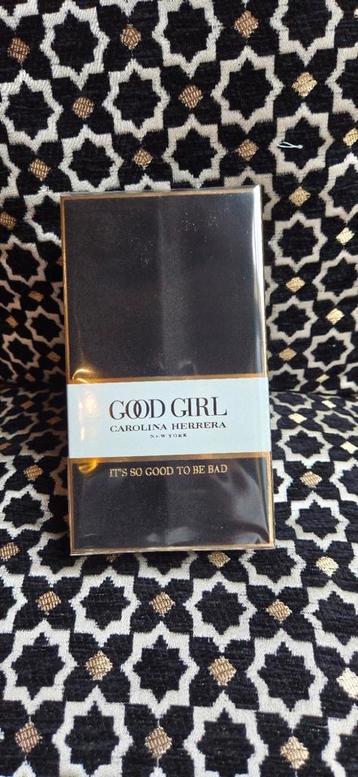 GOOD GIRL
CAROLINA HERRERA
NEW YORK
IT'S SO GOOD TO BE BAD